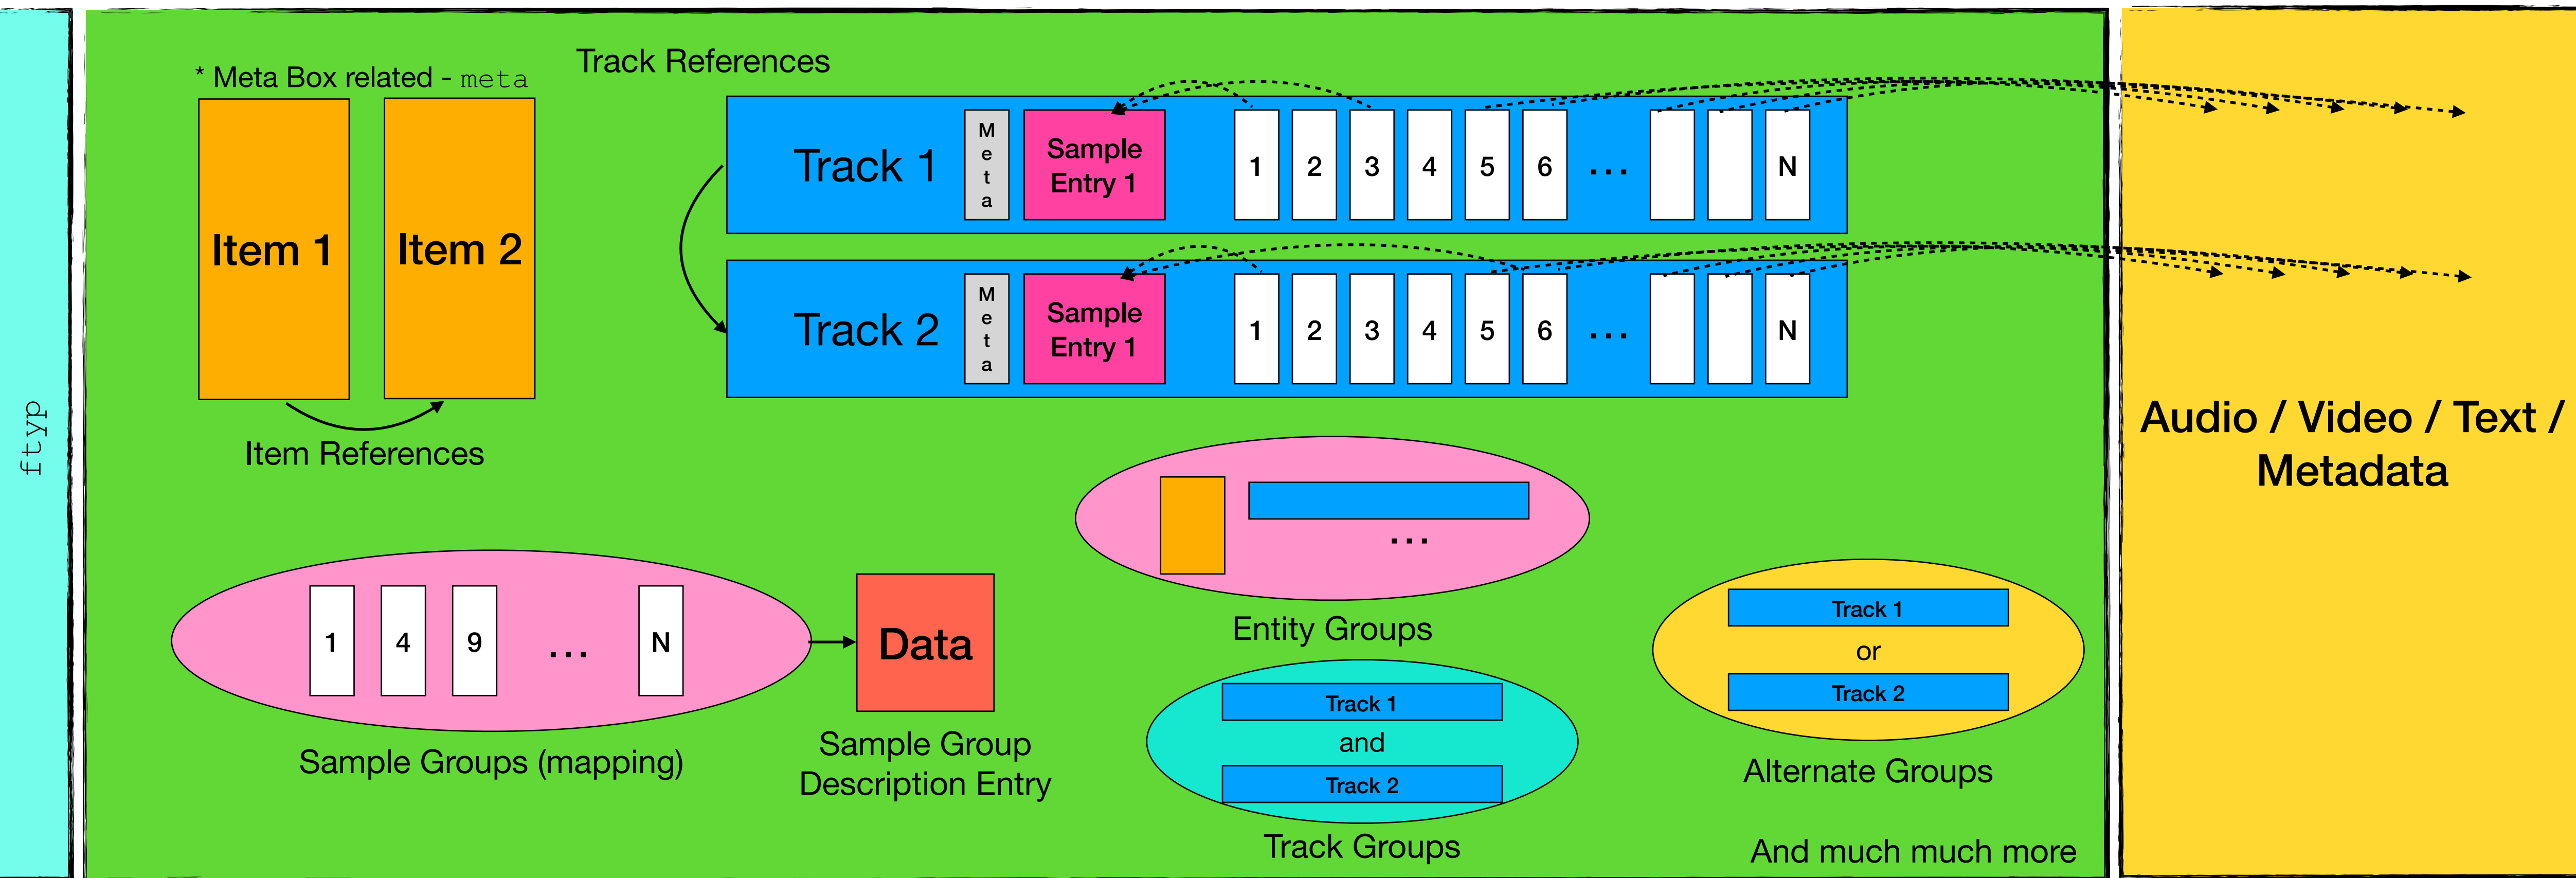 ftyp
* Meta Box related - meta
Item 1
Item 2
Item References
Track References
Track 1
Meta
Sample
Entry 1
1 2 3 4 5 6 ... N
Track 2
Meta
Sample
Entry 1
1 2 3 4 5 6 ... N
1 4 9 ... N
Sample Groups (mapping)
Data
Sample Group
Description Entry
...
Entity Groups
Track 1
and
Track 2
Track Groups
Track 1
or
Track 2
Alternate Groups
And much much more
Audio / Video / Text /
Metadata